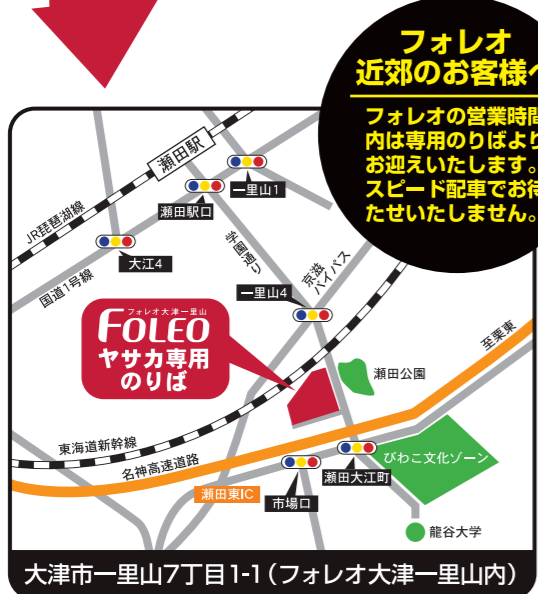 フォレオ
近郊のお客様へ
フォレオの営業時間
内は専用のりばより
お迎えいたします。
スピード配車でお待
たせいたしません。
瀬田駅
一里山1
JR琵琶湖線
瀬田駅口
学園通り
大江4
国道1号線
京滋
バイパス
一里山4
フォレオ大津一里山
FOLEO
ヤサカ専用
のりば
至栗東
瀬田公園
東海道新幹線
名神高速道路
びわこ文化ゾーン
瀬田大江町
瀬田東IC
市場口
龍谷大学
大津市一里山7丁目1-1(フォレオ大津一里山内)